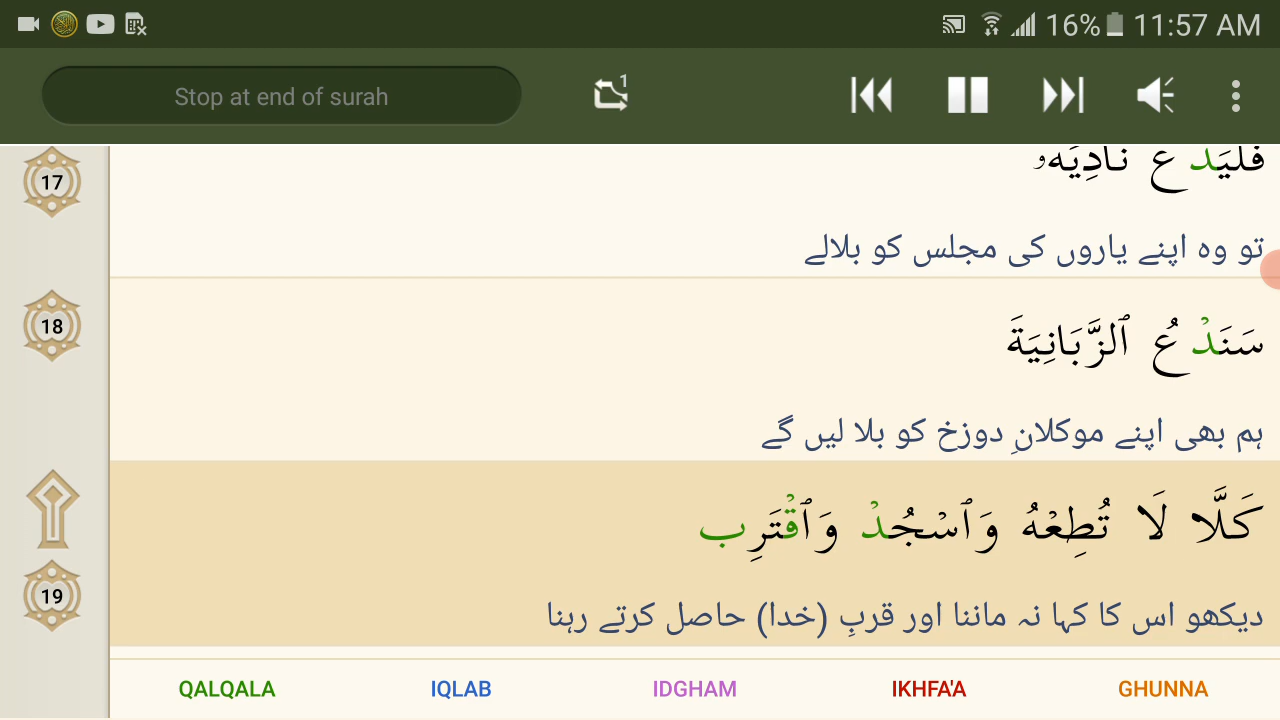 16% 11:57 AM
Stop at end of surah
1
17
فَلْيَدْعُ نَادِيَهُۥ
تو وہ اپنے یاروں کی مجلس کو بلالے
18
سَنَدْعُ ٱلزَّبَانِيَةَ
ہم بھی اپنے موکلانِ دوزخ کو بلا لیں گے
19
كَلَّا لَا تُطِعْهُ وَٱسْجُدْ وَٱقْتَرِب
دیکھو اس کا کہا نہ ماننا اور قربِ (خدا) حاصل کرتے رہنا
QALQALA IQLAB IDGHAM IKHFA'A GHUNNA